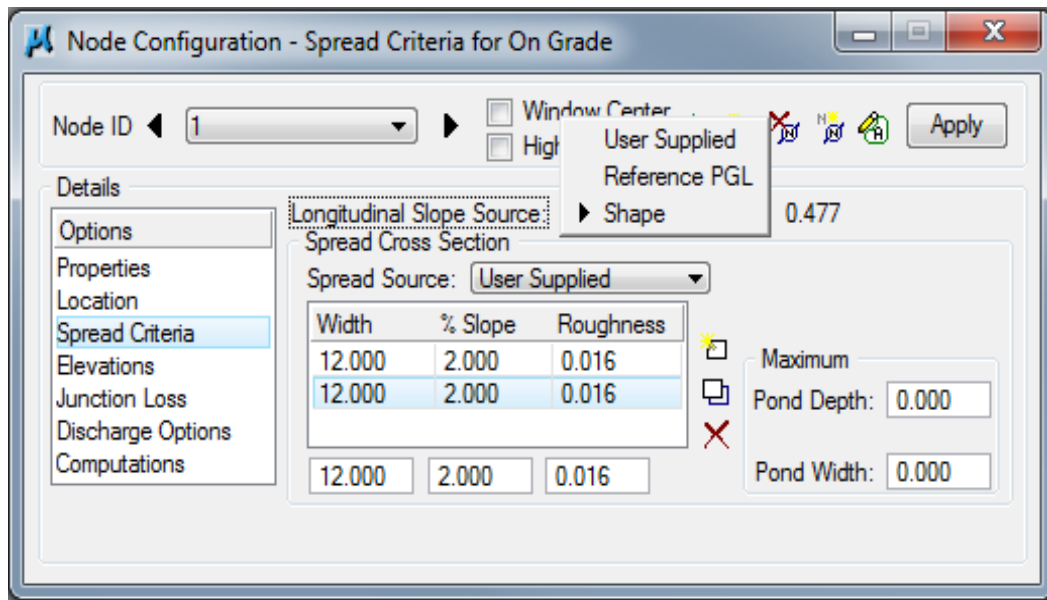 Node Configuration - Spread Criteria for On Grade
Node ID 1 Window Center Apply
High
User Supplied
Reference PGL
Shape
Details
Options
Properties
Location
Spread Criteria
Elevations
Junction Loss
Discharge Options
Computations
Longitudinal Slope Source: 0.477
Spread Cross Section
Spread Source: User Supplied
Width % Slope Roughness
12.000 2.000 0.016
12.000 2.000 0.016
12.000 2.000 0.016
Maximum
Pond Depth: 0.000
Pond Width: 0.000